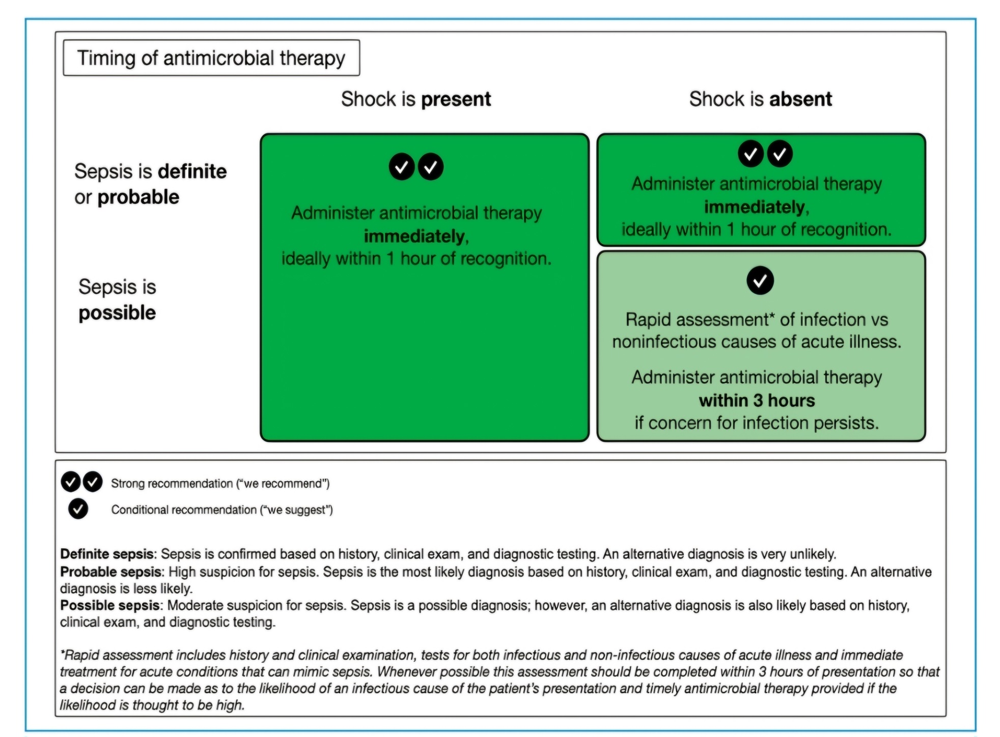 Timing of antimicrobial therapy
Shock is present
Shock is absent
Sepsis is definite
or probable
Administer antimicrobial therapy
immediately,
ideally within 1 hour of recognition.
Administer antimicrobial therapy
immediately,
ideally within 1 hour of recognition.
Sepsis is
possible
Rapid assessment* of infection vs
noninfectious causes of acute illness.
Administer antimicrobial therapy
within 3 hours
if concern for infection persists.
Strong recommendation (“we recommend”)
Conditional recommendation (“we suggest”)
Definite sepsis: Sepsis is confirmed based on history, clinical exam, and diagnostic testing. An alternative diagnosis is very unlikely.
Probable sepsis: High suspicion for sepsis. Sepsis is the most likely diagnosis based on history, clinical exam, and diagnostic testing. An alternative
diagnosis is less likely.
Possible sepsis: Moderate suspicion for sepsis. Sepsis is a possible diagnosis; however, an alternative diagnosis is also likely based on history,
clinical exam, and diagnostic testing.
*Rapid assessment includes history and clinical examination, tests for both infectious and non-infectious causes of acute illness and immediate
treatment for acute conditions that can mimic sepsis. Whenever possible this assessment should be completed within 3 hours of presentation so that
a decision can be made as to the likelihood of an infectious cause of the patient’s presentation and timely antimicrobial therapy provided if the
likelihood is thought to be high.